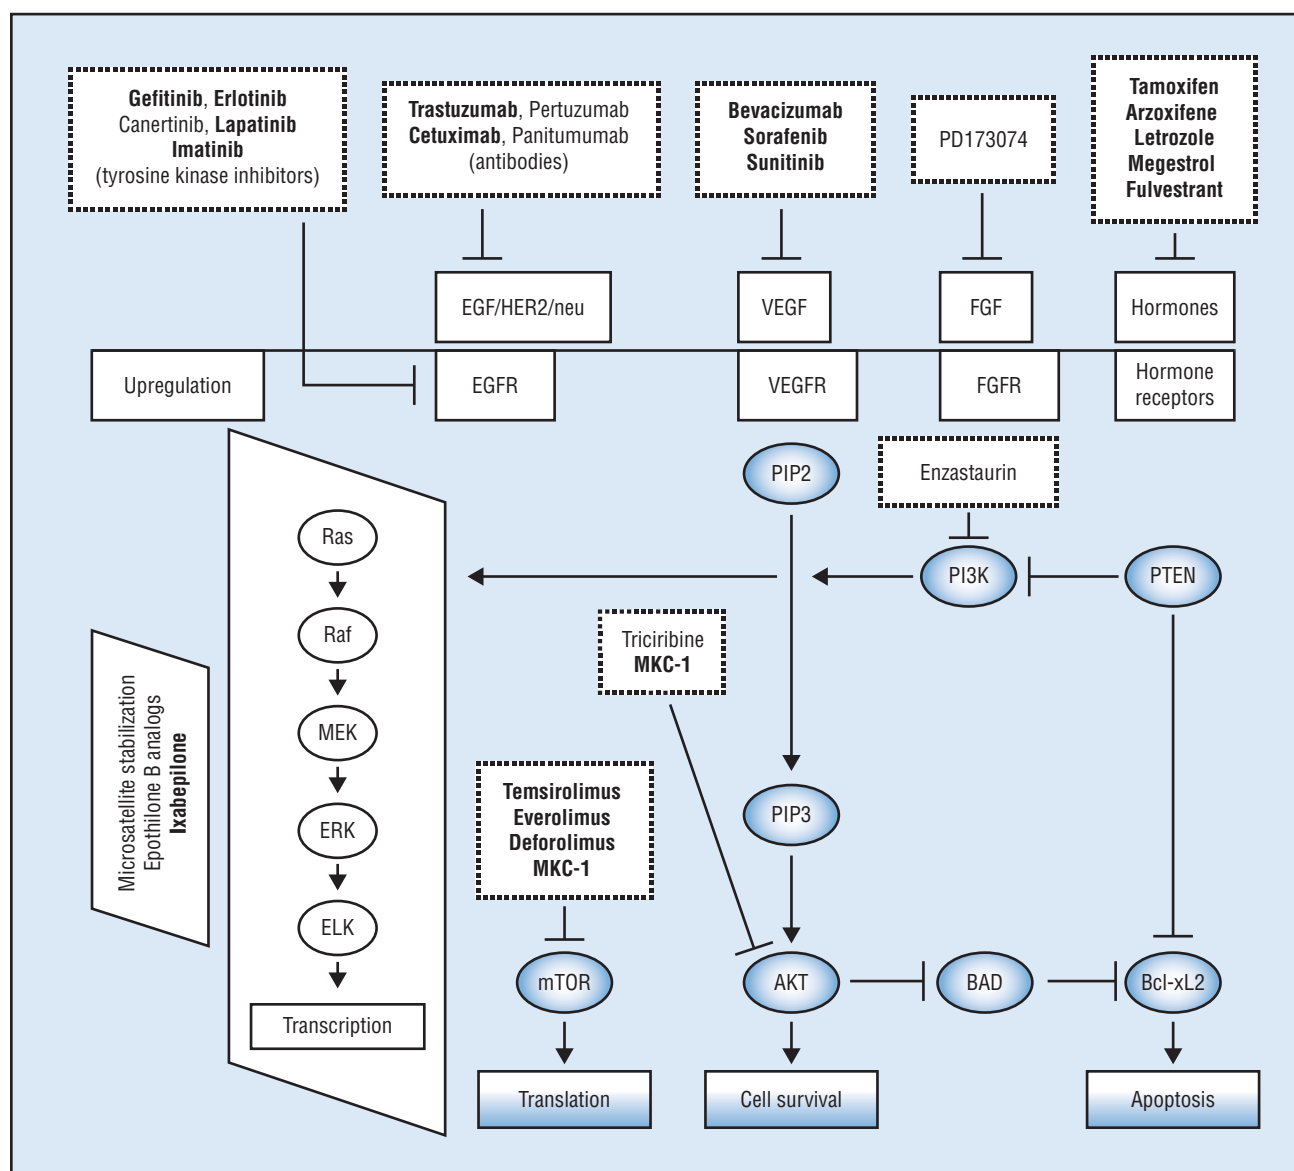 Gefitinib, Erlotinib
Canertinib, Lapatinib
Imatinib
(tyrosine kinase inhibitors)
Trastuzumab, Pertuzumab
Cetuximab, Panitumumab
(antibodies)
Bevacizumab
Sorafenib
Sunitinib
PD173074
Tamoxifen
Arzoxifene
Letrozole
Megestrol
Fulvestrant
EGF/HER2/neu
VEGF
FGF
Hormones
Upregulation
EGFR
VEGFR
FGFR
Hormone
receptors
PIP2
Enzastaurin
Ras
PI3K
PTEN
Raf
Triciribine
MKC-1
Microsatellite stabilization
Epothilone B analogs
Ixabepilone
MEK
Temsirolimus
Everolimus
Deforolimus
MKC-1
PIP3
ERK
ELK
mTOR
AKT
BAD
Bcl-xL2
Transcription
Translation
Cell survival
Apoptosis